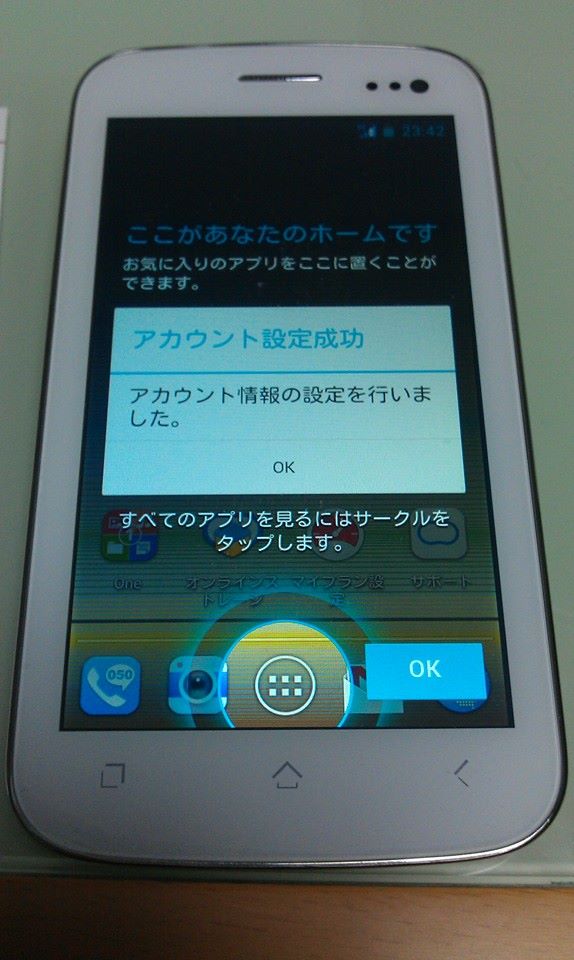 23:42
ここがあなたのホームです
お気に入りのアプリをここに置くことが
できます。
アカウント設定成功
アカウント情報の設定を行いま
した。
OK
すべてのアプリを見るにはサークルを
タップします。
One
オンラインス
トレージ
マイプラン設
定
サポート
050
OK